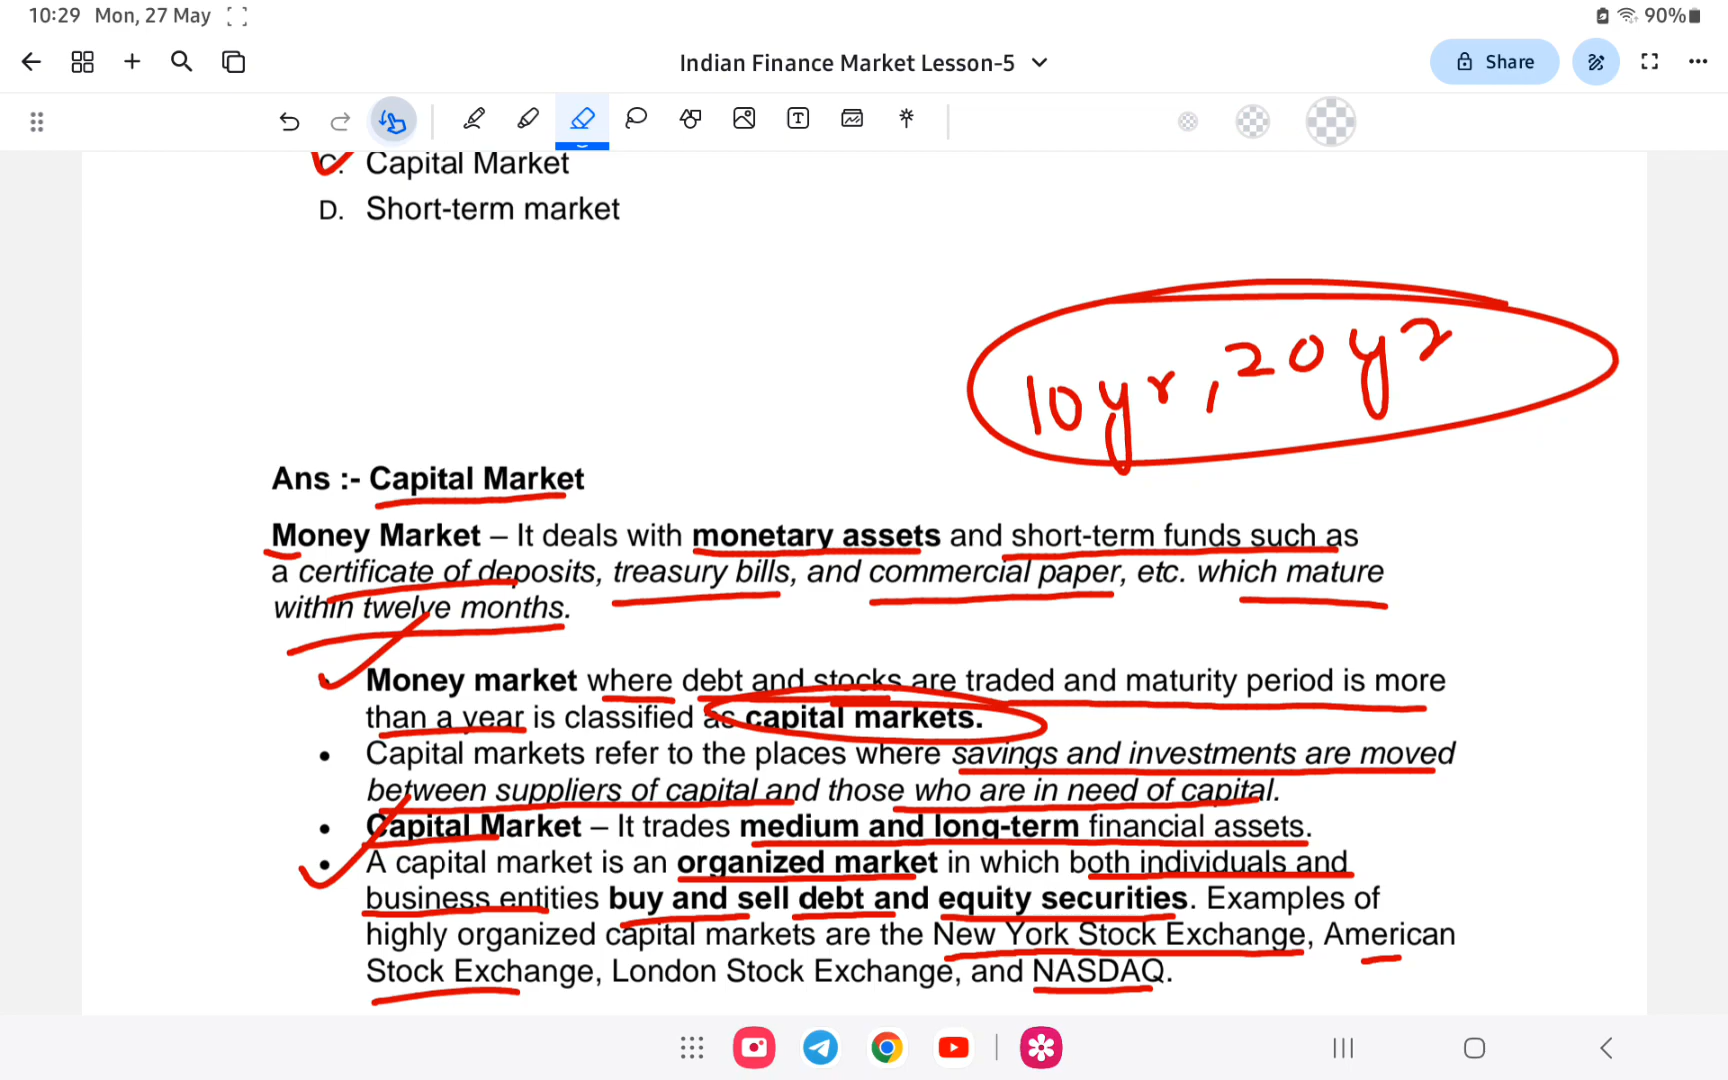 10:29 Mon, 27 May
90%
Indian Finance Market Lesson-5
Share
C. Capital Market
D. Short-term market
10yr, 20yr
Ans :- Capital Market
Money Market – It deals with monetary assets and short-term funds such as
a certificate of deposits, treasury bills, and commercial paper, etc. which mature
within twelve months.
Money market where debt and stocks are traded and maturity period is more
than a year is classified as capital markets.
• Capital markets refer to the places where savings and investments are moved
between suppliers of capital and those who are in need of capital.
• Capital Market – It trades medium and long-term financial assets.
• A capital market is an organized market in which both individuals and
business entities buy and sell debt and equity securities. Examples of
highly organized capital markets are the New York Stock Exchange, American
Stock Exchange, London Stock Exchange, and NASDAQ.